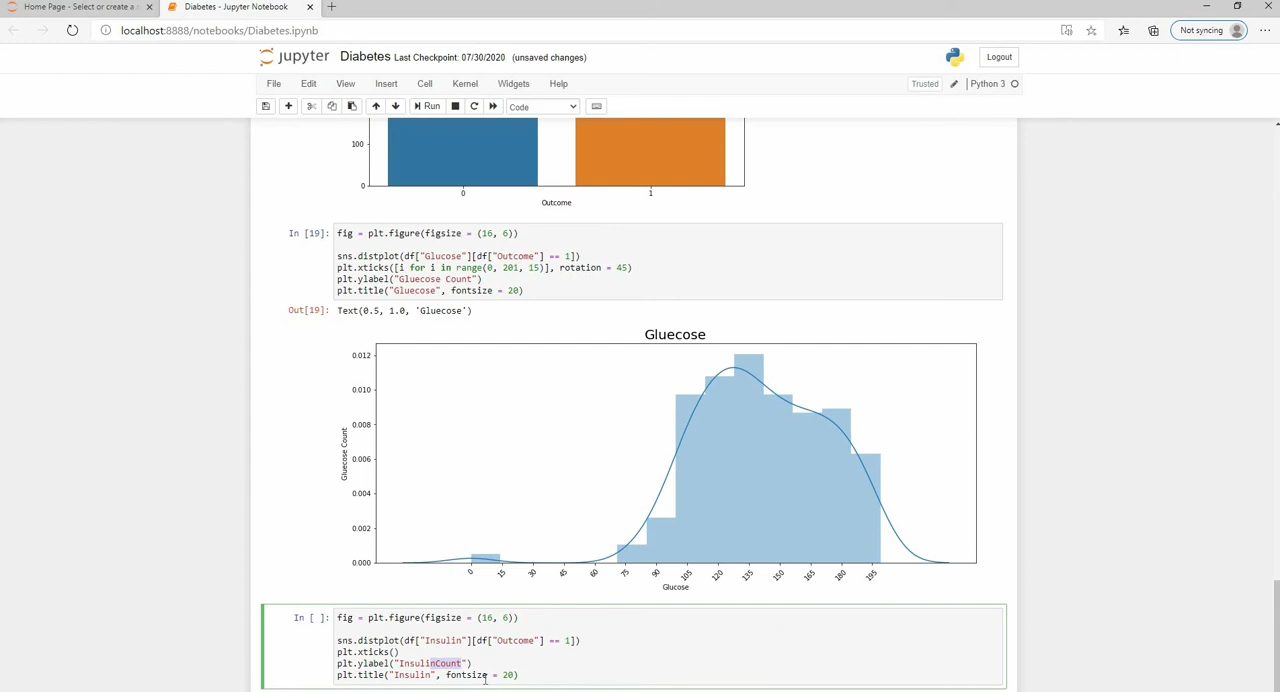 Home Page - Select or create a n
Diabetes - Jupyter Notebook
localhost:8888/notebooks/Diabetes.ipynb
Not syncing
jupyter Diabetes Last Checkpoint: 07/30/2020 (unsaved changes)
Logout
File Edit View Insert Cell Kernel Widgets Help
Trusted
Python 3
Run
Code
100
0
0
1
Outcome
In [19]:
fig = plt.figure(figsize = (16, 6))
sns.distplot(df["Glucose"][df["Outcome"] == 1])
plt.xticks([i for i in range(0, 201, 15)], rotation = 45)
plt.ylabel("Gluecose Count")
plt.title("Gluecose", fontsize = 20)
Out[19]: Text(0.5, 1.0, 'Gluecose')
Gluecose
0.012
0.010
0.008
0.006
0.004
0.002
0.000
Gluecose Count
0 15 30 45 60 75 90 105 120 135 150 165 180 195
Glucose
In [ ]:
fig = plt.figure(figsize = (16, 6))
sns.distplot(df["Insulin"][df["Outcome"] == 1])
plt.xticks()
plt.ylabel("InsulinCount")
plt.title("Insulin", fontsize = 20)